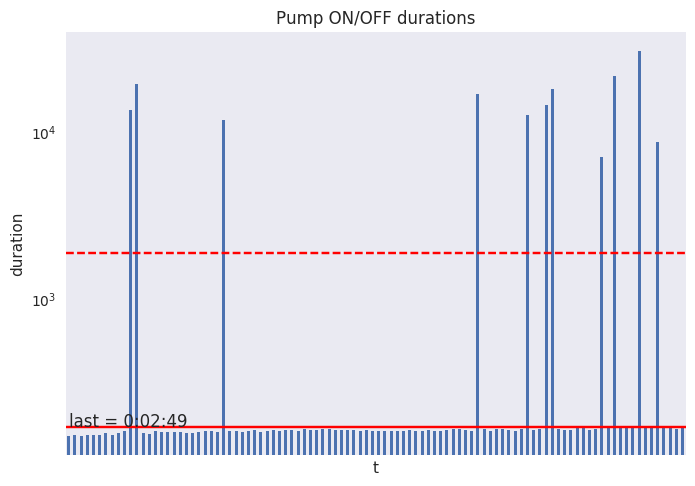 Pump ON/OFF durations
10^4
10^3
duration
last = 0:02:49
t